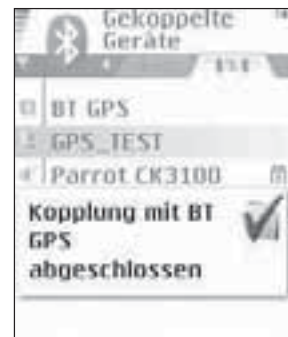 Gekoppelte
Geräte
BT GPS
GPS_TEST
Parrot CK3100
Kopplung mit BT
GPS
abgeschlossen